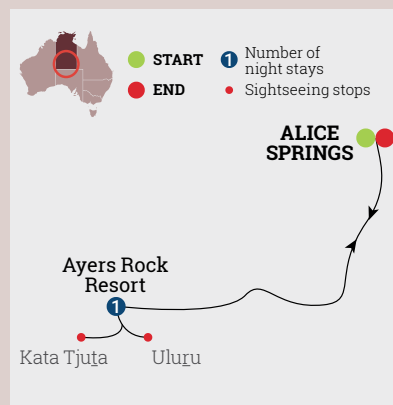 START
1 Number of
night stays
END
Sightseeing stops
ALICE
SPRINGS
Ayers Rock
Resort
1
Kata Tjuṯa
Uluṟu